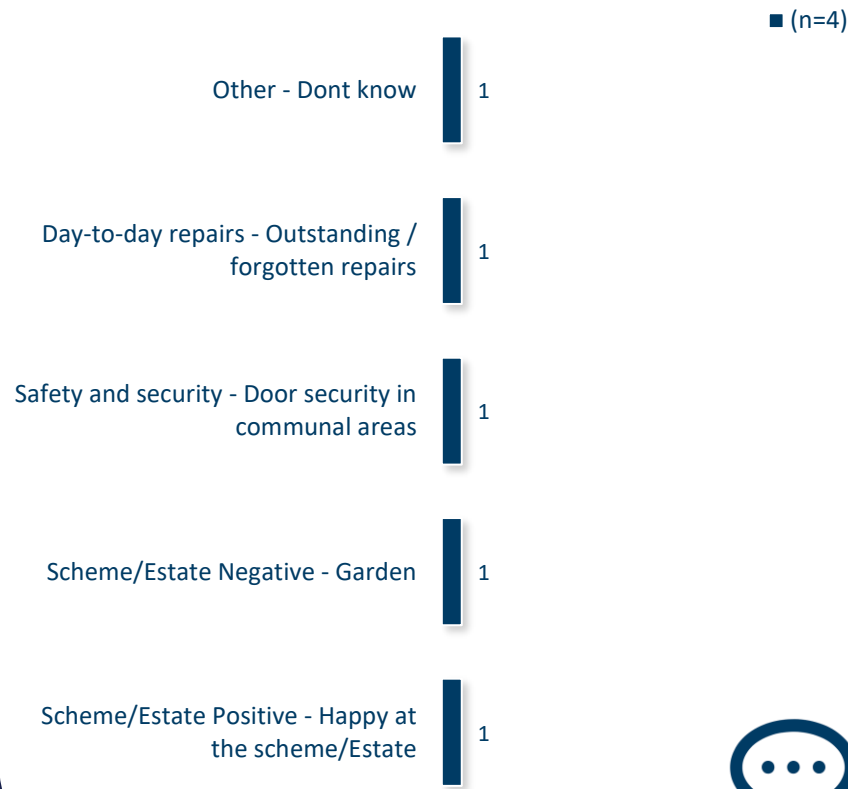 (n=4)
Other - Dont know
1
Day-to-day repairs - Outstanding /
forgotten repairs
1
Safety and security - Door security in
communal areas
1
Scheme/Estate Negative - Garden
1
Scheme/Estate Positive - Happy at
the scheme/Estate
1